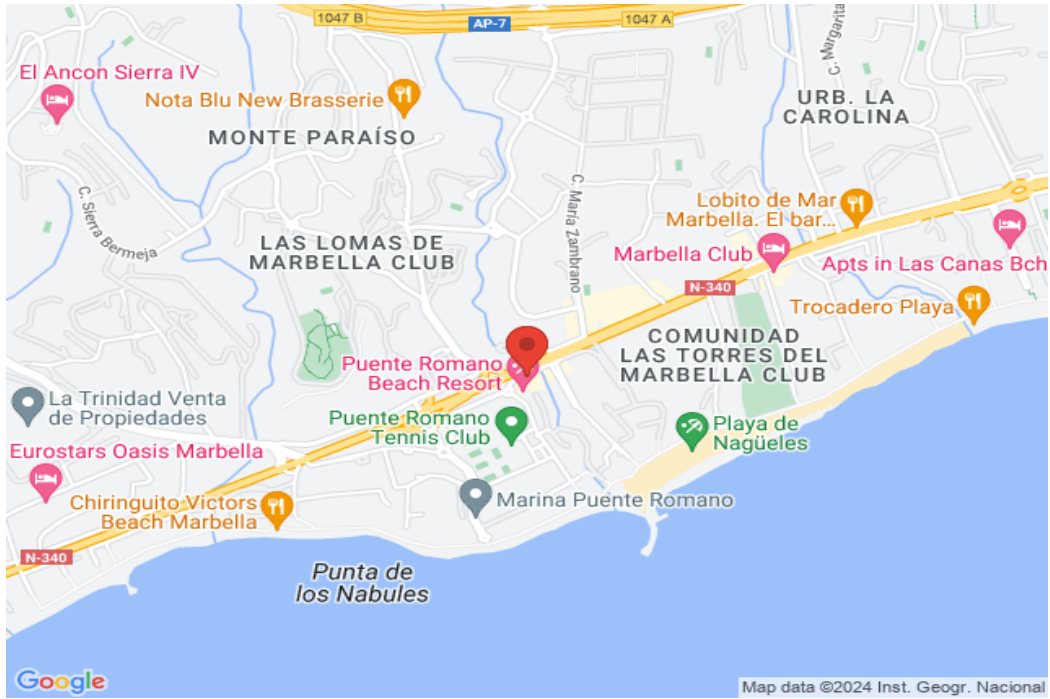 1047 B
AP-7
1047 A
C. Margarita
El Ancon Sierra IV
Nota Blu New Brasserie
MONTE PARAÍSO
URB. LA
CAROLINA
C. Sierra Bermeja
C. María Zambrano
Lobito de Mar
Marbella. El bar...
LAS LOMAS DE
MARBELLA CLUB
Marbella Club
Apts in Las Canas Bch
N-340
Trocadero Playa
COMUNIDAD
LAS TORRES DEL
MARBELLA CLUB
Puente Romano
Beach Resort
La Trinidad Venta
de Propiedades
Puente Romano
Tennis Club
Playa de
Nagüeles
Eurostars Oasis Marbella
Chiringuito Victors
Beach Marbella
Marina Puente Romano
N-340
Punta de
los Nabules
Google
Map data ©2024 Inst. Geogr. Nacional